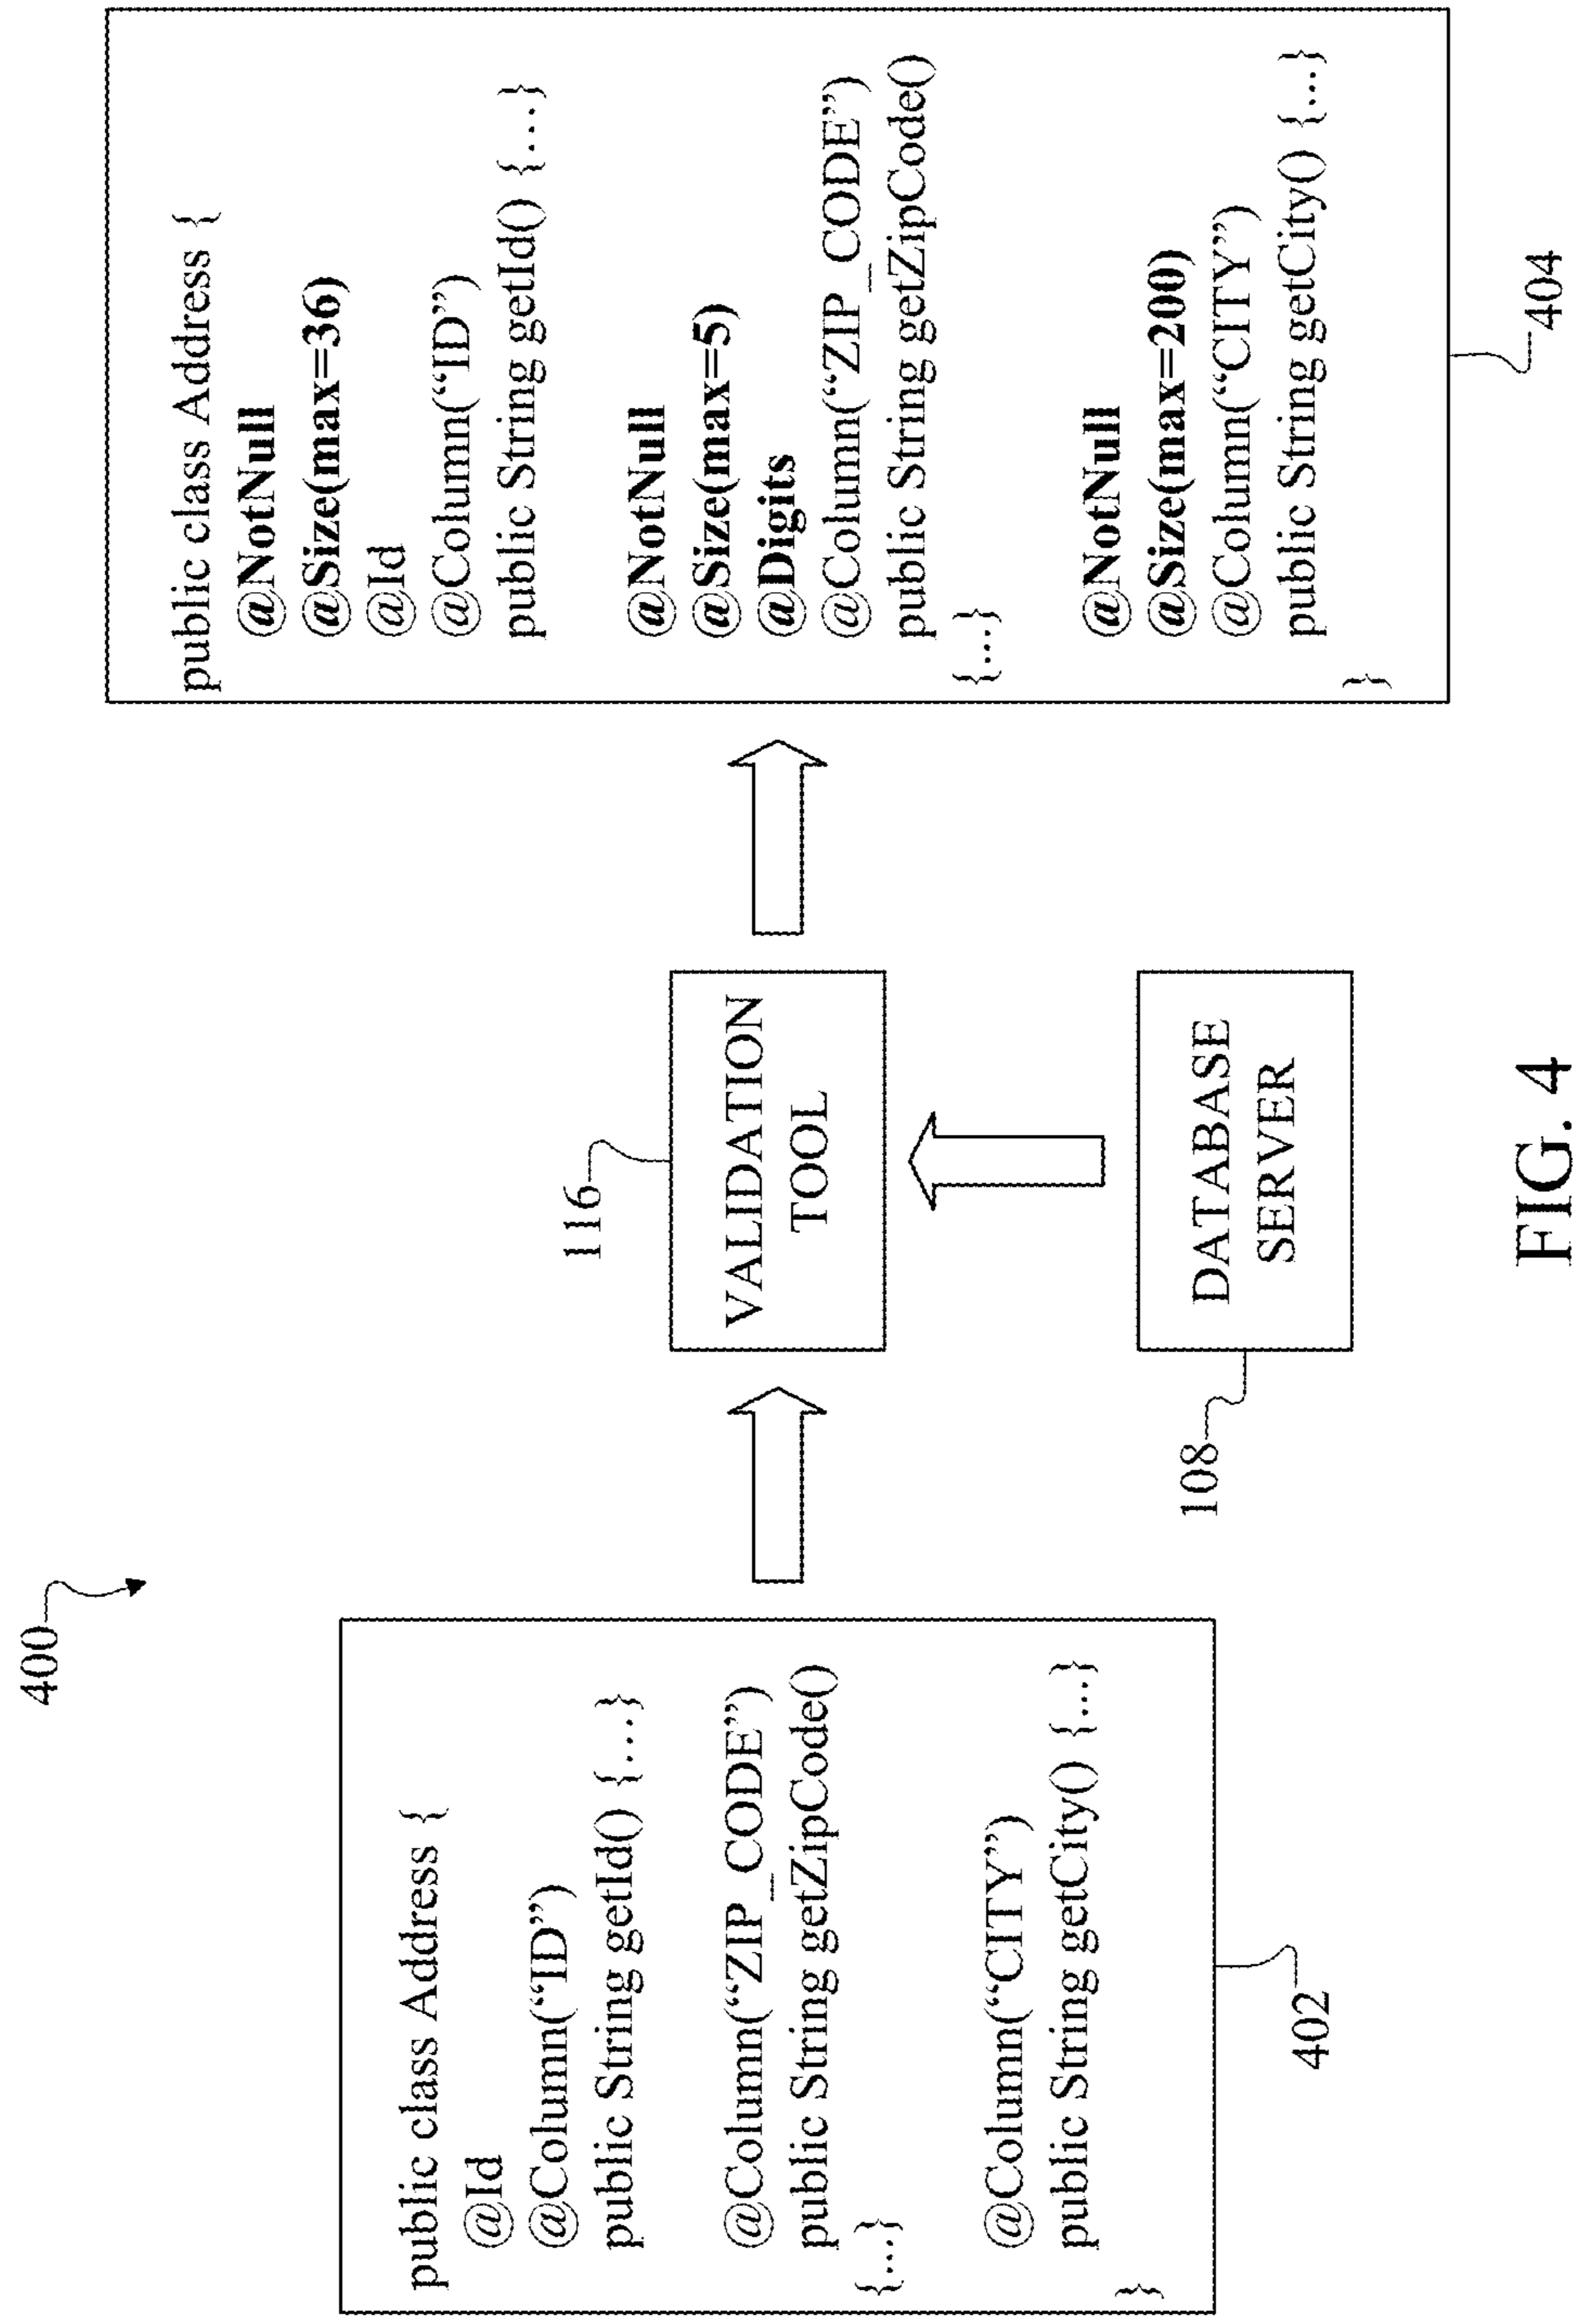 400
public class Address {
@Id
@Column(“ID”)
public String getId() {…}
@Column(“ZIP_CODE”)
public String getZipCode()
{…}
@Column(“CITY”)
public String getCity() {…}
}
402
116
VALIDATION
TOOL
DATABASE
SERVER
108
public class Address {
@NotNull
@Size(max=36)
@Id
@Column(“ID”)
public String getId() {…}
@NotNull
@Size(max=5)
@Digits
@Column(“ZIP_CODE”)
public String getZipCode()
{…}
@NotNull
@Size(max=200)
@Column(“CITY”)
public String getCity() {…}
}
404
FIG. 4